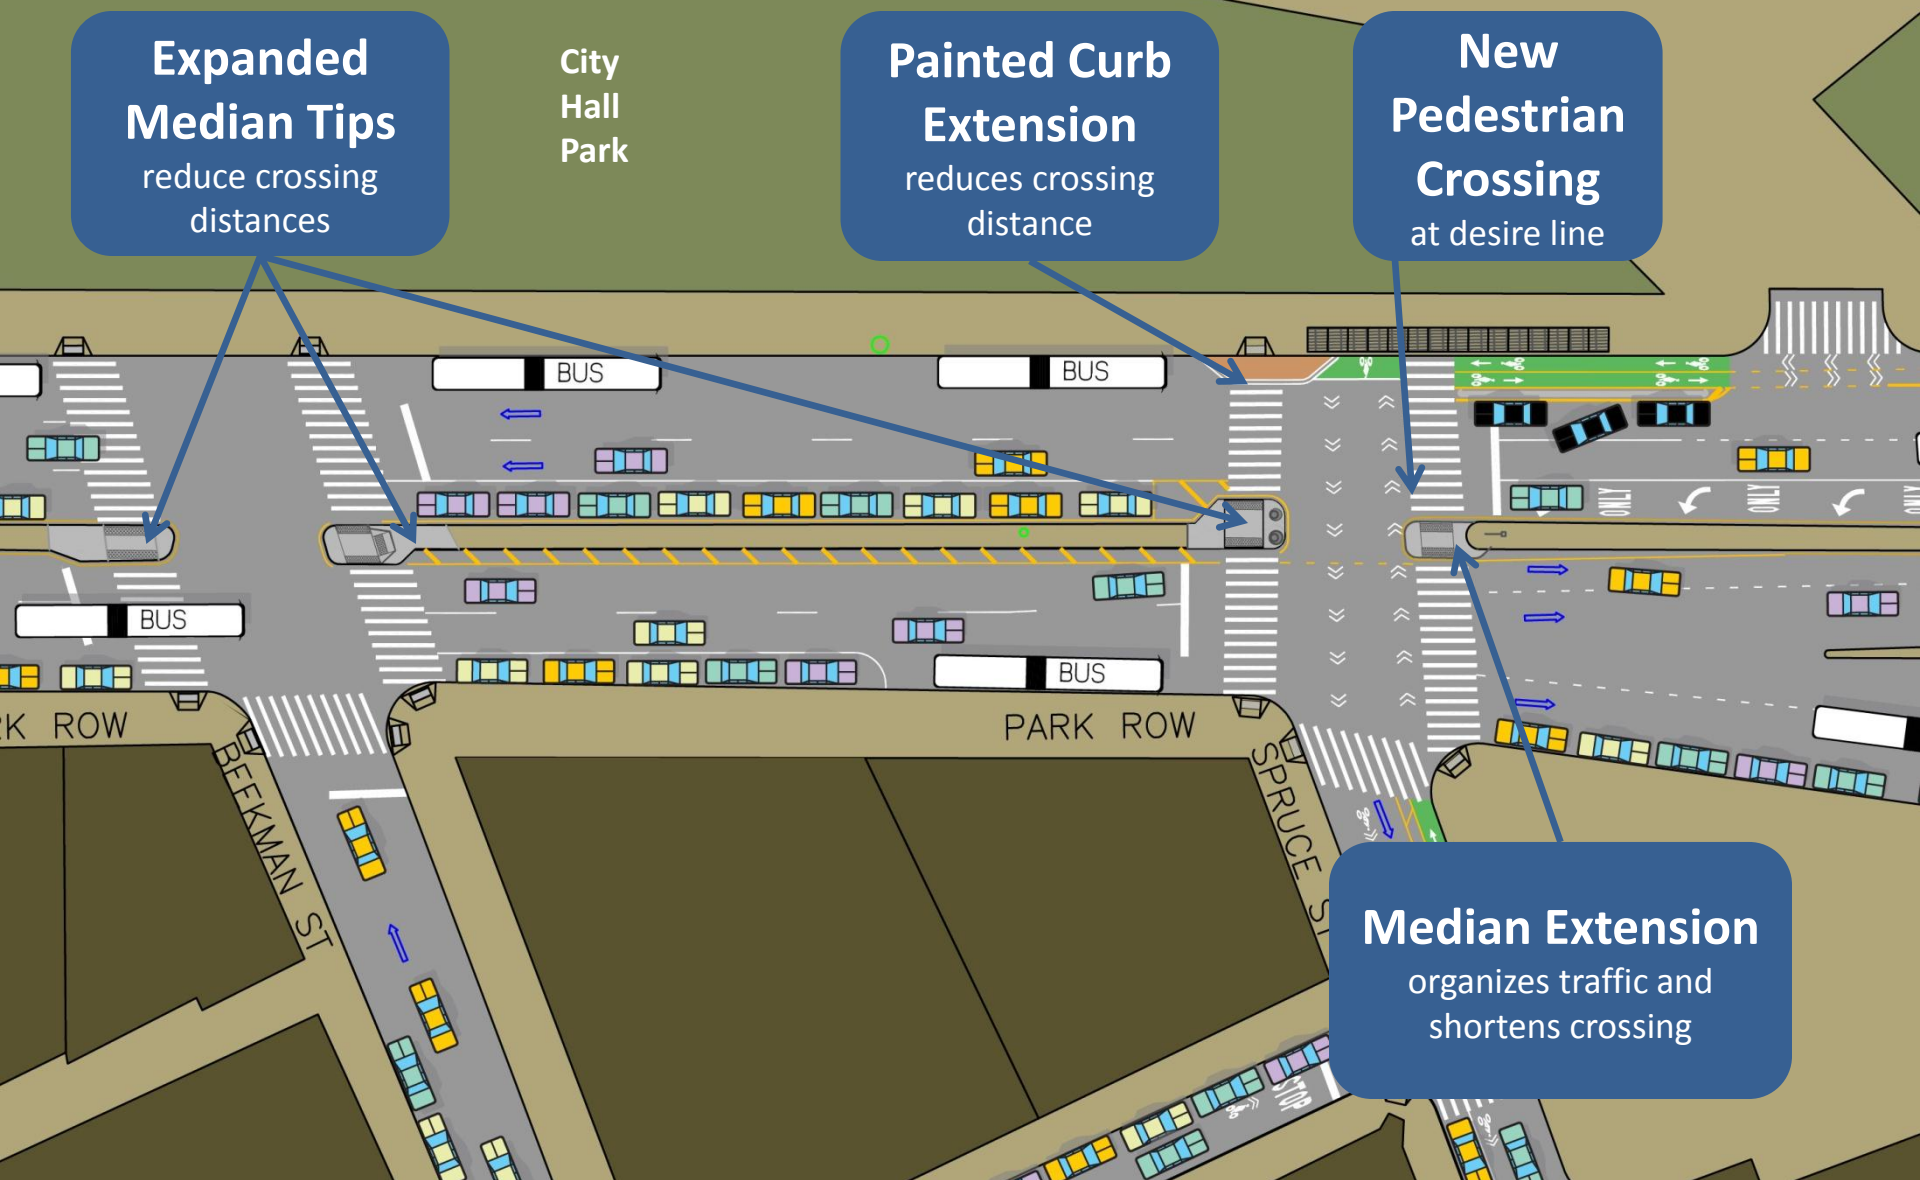 Expanded
Median Tips
reduce crossing
distances
City
Hall
Park
Painted Curb
Extension
reduces crossing
distance
New
Pedestrian
Crossing
at desire line
BUS
BUS
ONLY
ONLY
ONLY
BUS
BUS
K ROW
PARK ROW
BEEKMAN ST
SPRUCE ST
Median Extension
organizes traffic and
shortens crossing
STOP